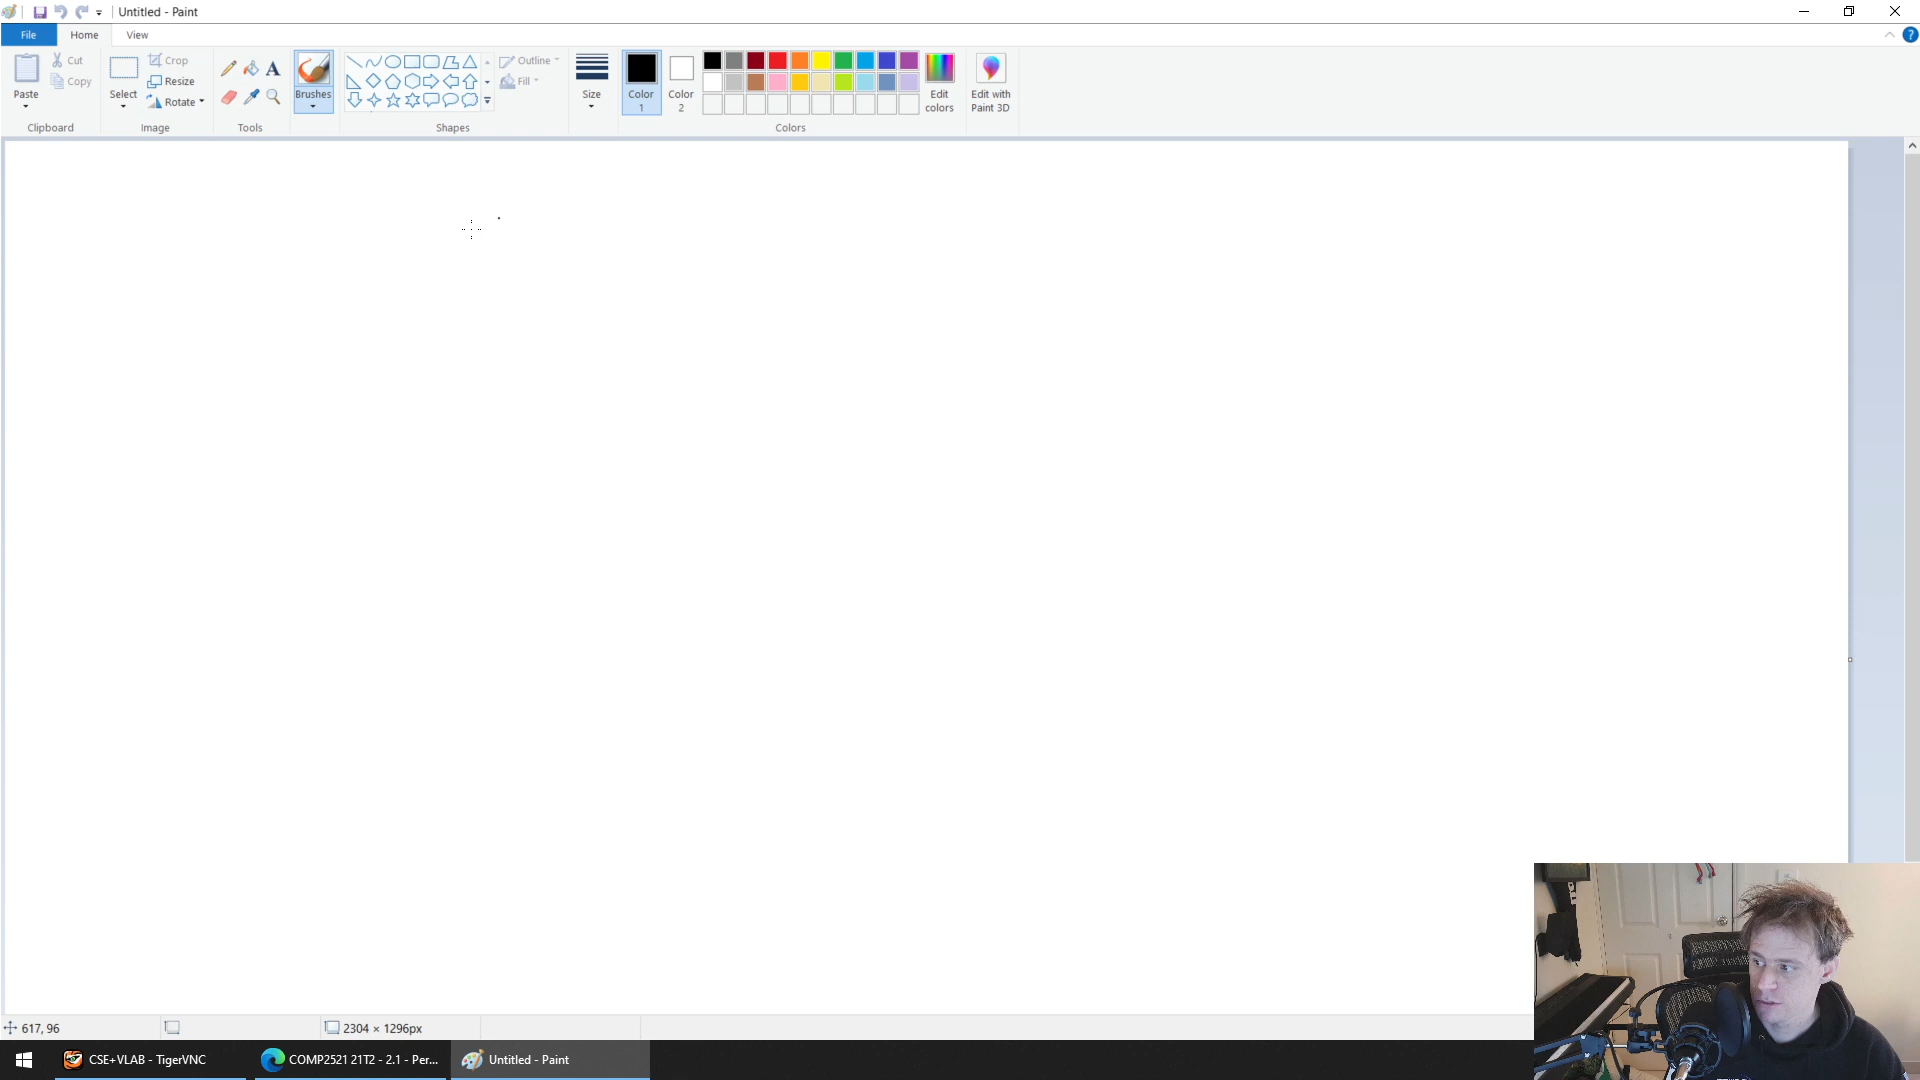 Untitled - Paint
File Home View
Paste
Cut
Copy
Clipboard
Select
Crop
Resize
Rotate
Image
A
Tools
Brushes
Outline
Fill
Shapes
Size
Color
1
Color
2
Edit
colors
Colors
Edit with
Paint 3D
?
617, 96
2304 × 1296px
CSE+VLAB - TigerVNC
COMP2521 21T2 - 2.1 - Per...
Untitled - Paint